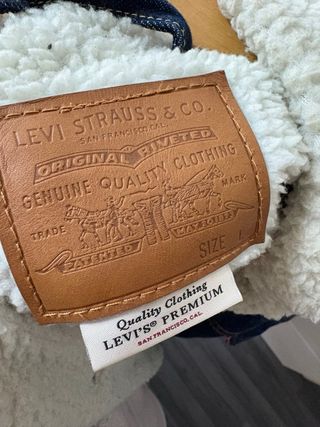 LEVI STRAUSS & CO.
SAN FRANCISCO, CAL.
ORIGINAL RIVETED
GENUINE QUALITY CLOTHING
TRADE MARK
PATENTED
SIZE L
Quality Clothing
LEVI'S® PREMIUM
SAN FRANCISCO, CAL.